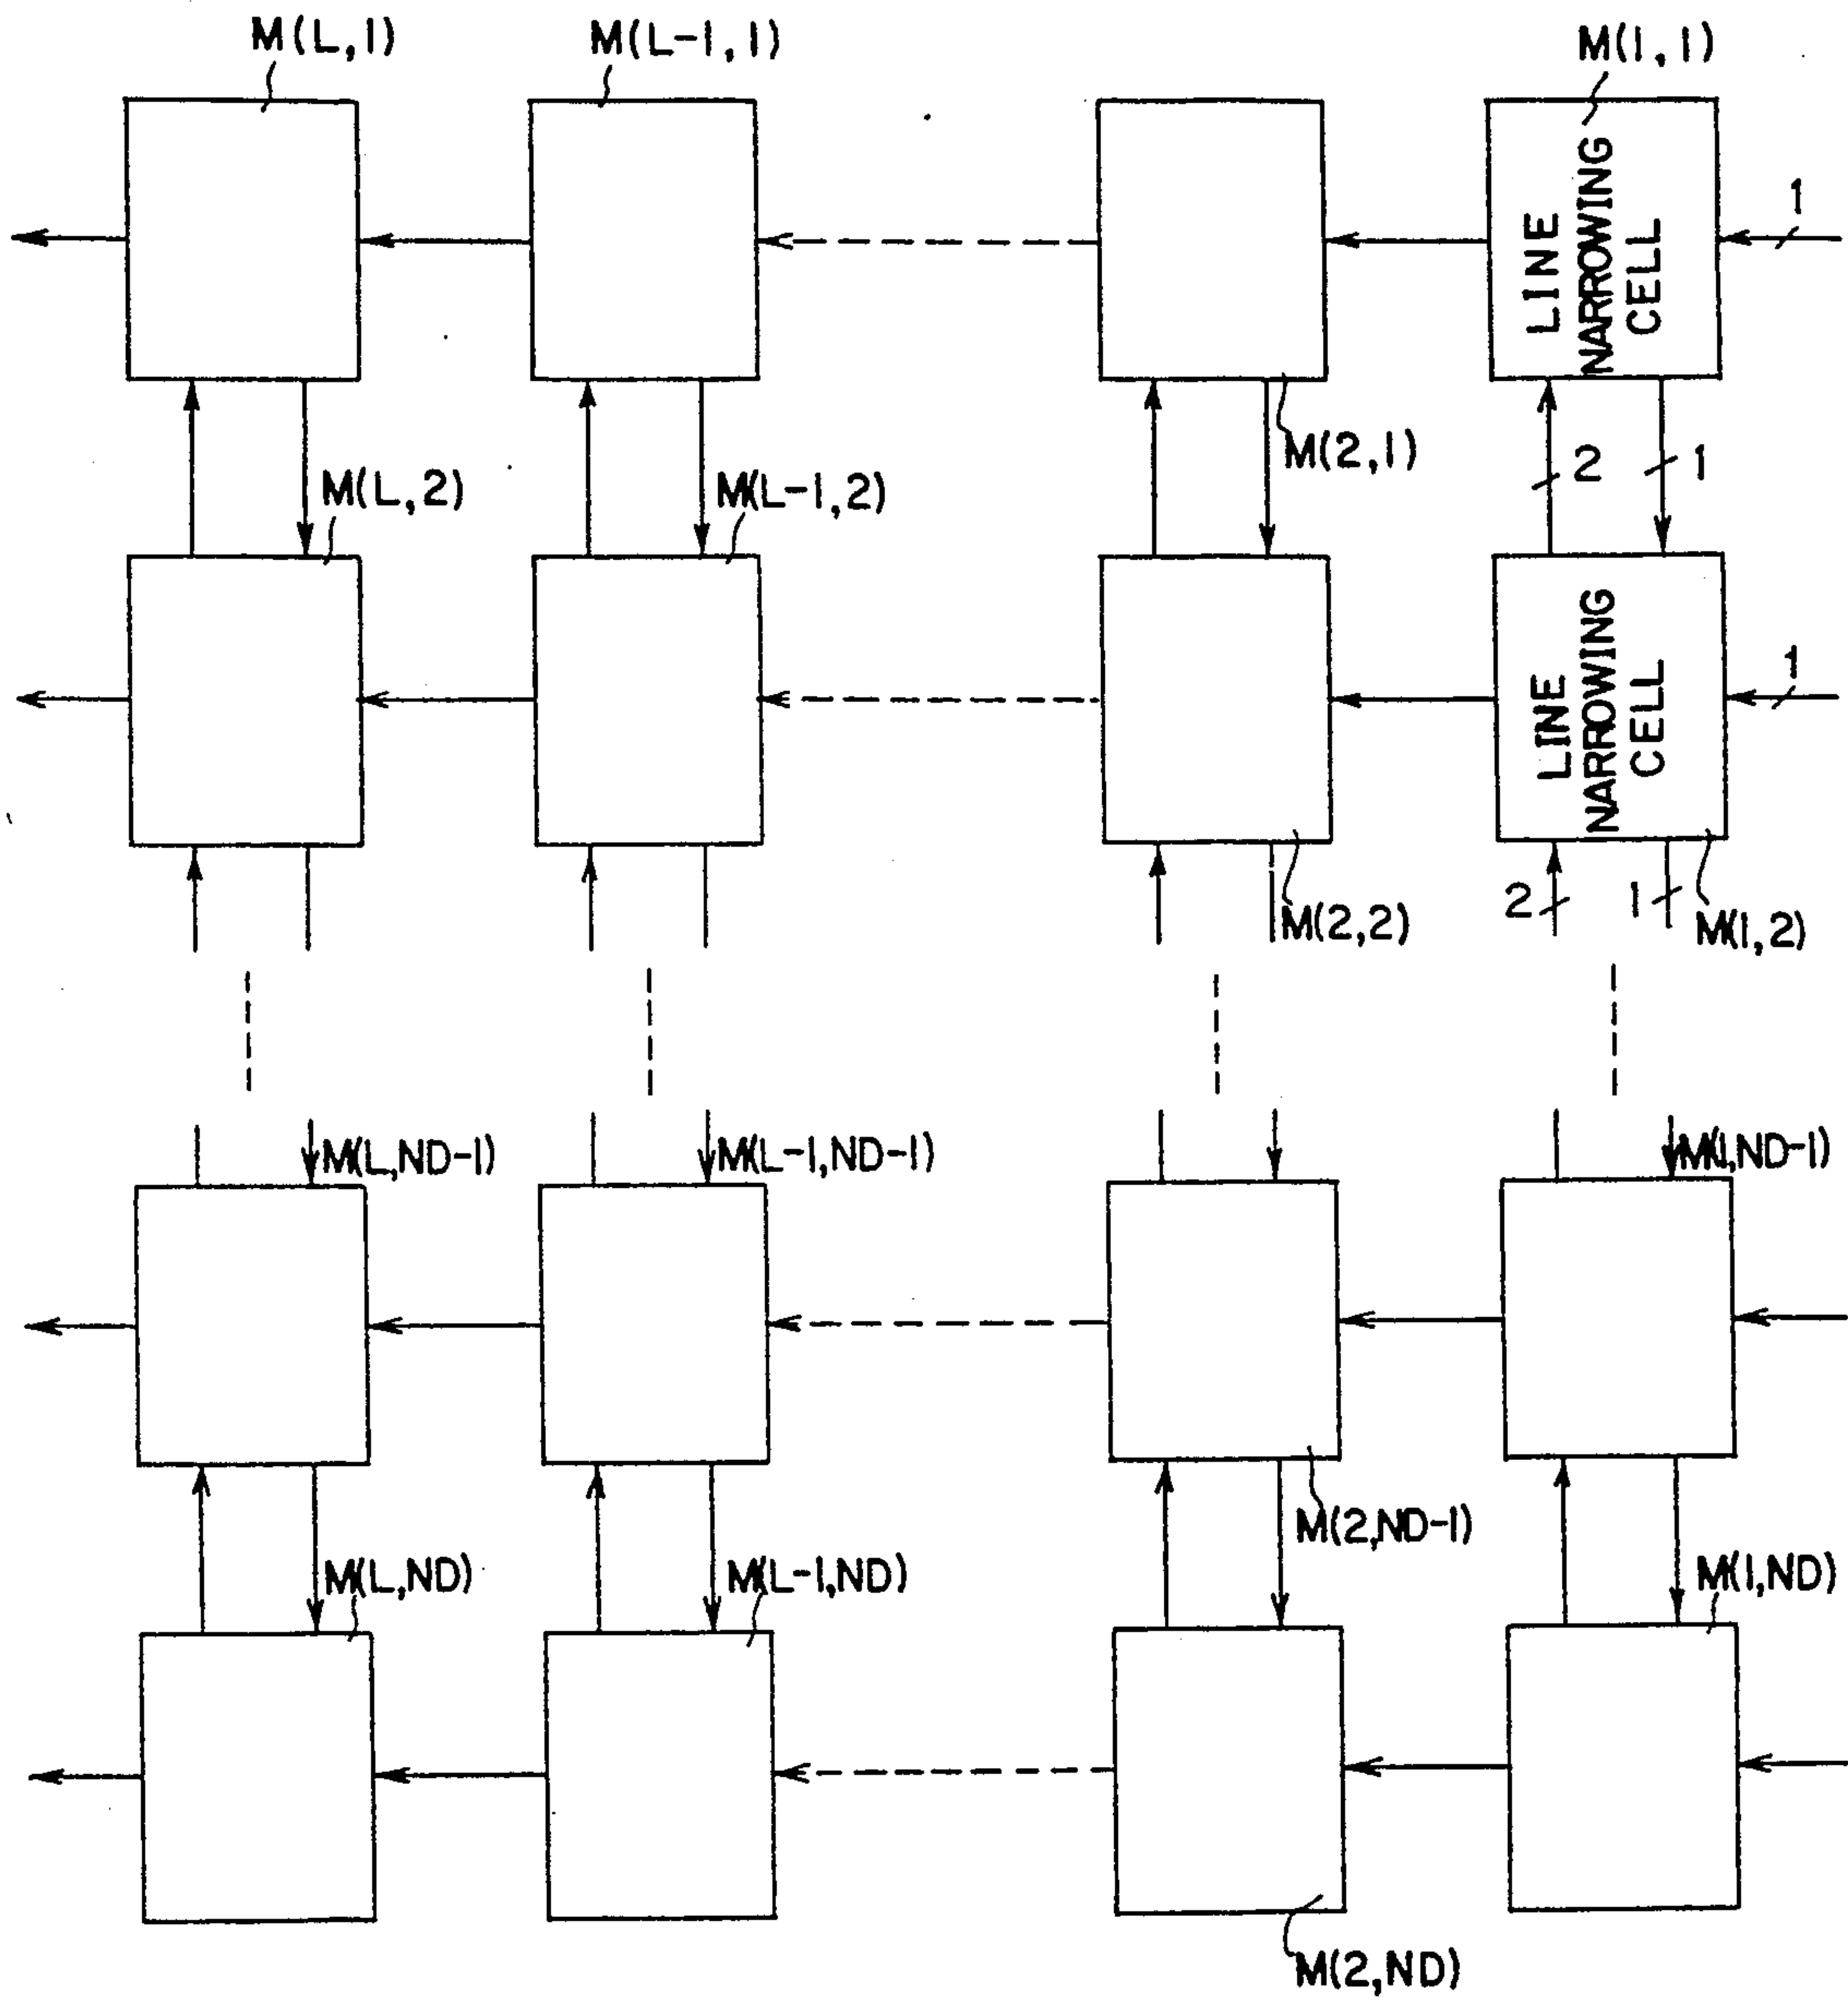 M(L,1)
M(L-1,1)
M(1,1)
LINE
NARROWING
CELL
1
M(2,1)
2
1
M(L,2)
M(L-1,2)
LINE
NARROWING
CELL
1
M(2,2)
2
1
M(1,2)
M(L,ND-1)
M(L-1,ND-1)
M(1,ND-1)
M(2,ND-1)
M(L,ND)
M(L-1,ND)
M(1,ND)
M(2,ND)